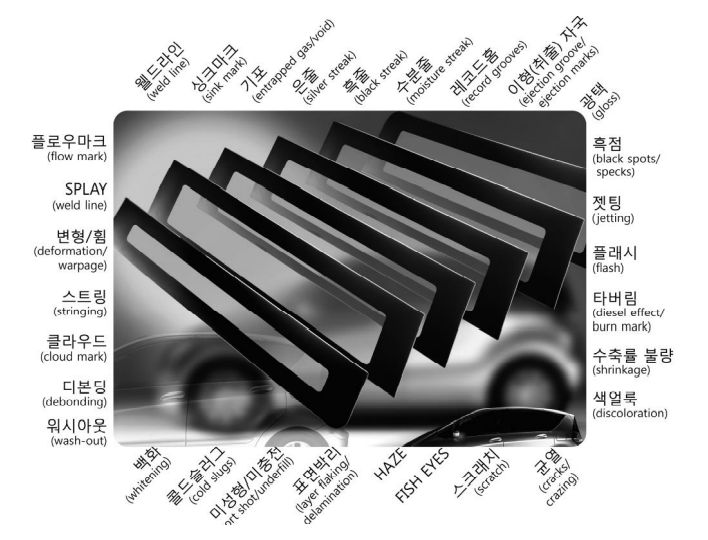 웰드라인
(weld line)
싱크마크
(sink mark)
기포
(entrapped gas/void)
은줄
(silver streak)
흑줄
(black streak)
수분줄
(moisture streak)
레코드홈
(record grooves)
이형(취출) 자국
(ejection groove/
ejection marks)
광택
(gloss)
플로우마크
(flow mark)
SPLAY
(weld line)
변형/휨
(deformation/
warpage)
스트링
(stringing)
클라우드
(cloud mark)
디본딩
(debonding)
워시아웃
(wash-out)
흑점
(black spots/
specks)
젯팅
(jetting)
플래시
(flash)
타버림
(diesel effect/
burn mark)
수축률 불량
(shrinkage)
색얼룩
(discoloration)
백화
(whitening)
콜드슬러그
(cold slugs)
미성형/미충전
ort shot/underfill)
표면박리
(layer flaking/
delamination)
HAZE
FISH EYES
스크래치
(scratch)
균열
(cracks/
crazing)